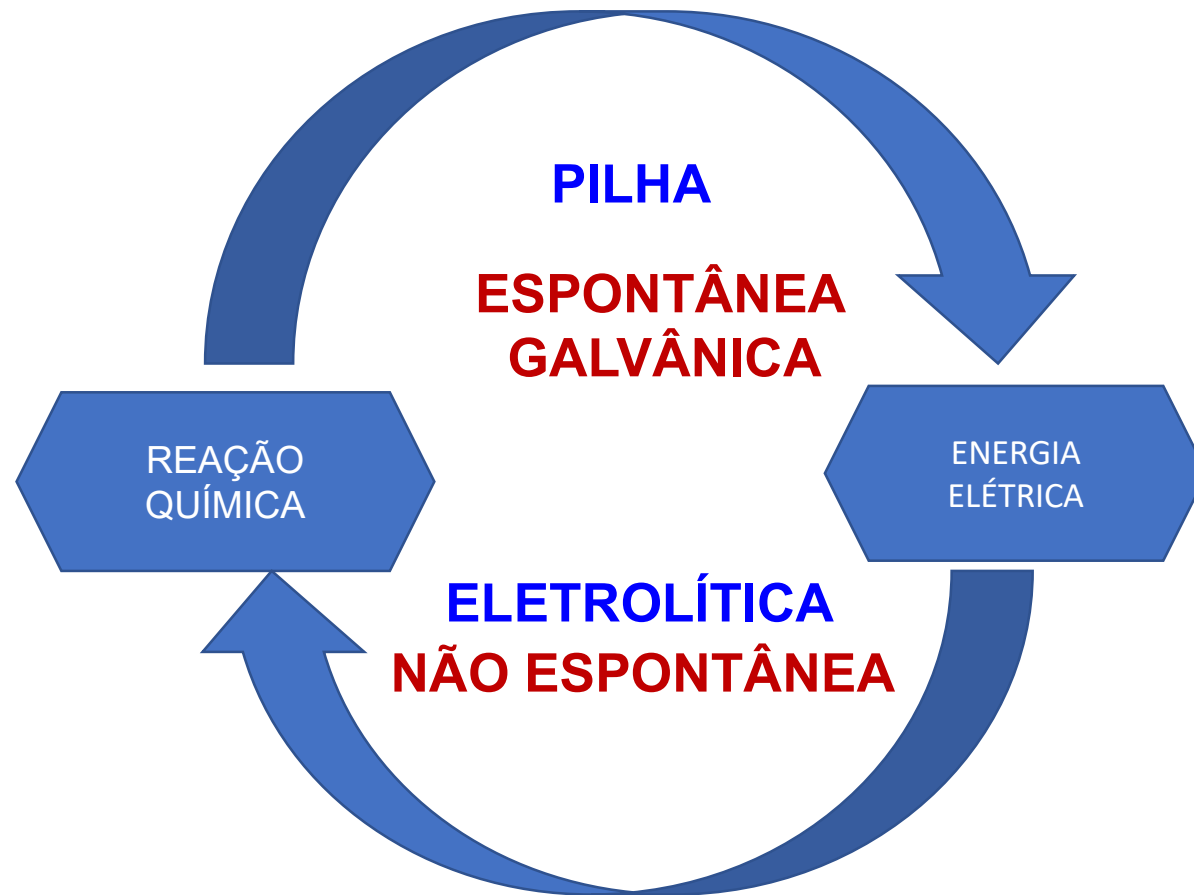 PILHA
ESPONTÂNEA
GALVÂNICA
REAÇÃO
QUÍMICA
ENERGIA
ELÉTRICA
ELETROLÍTICA
NÃO ESPONTÂNEA